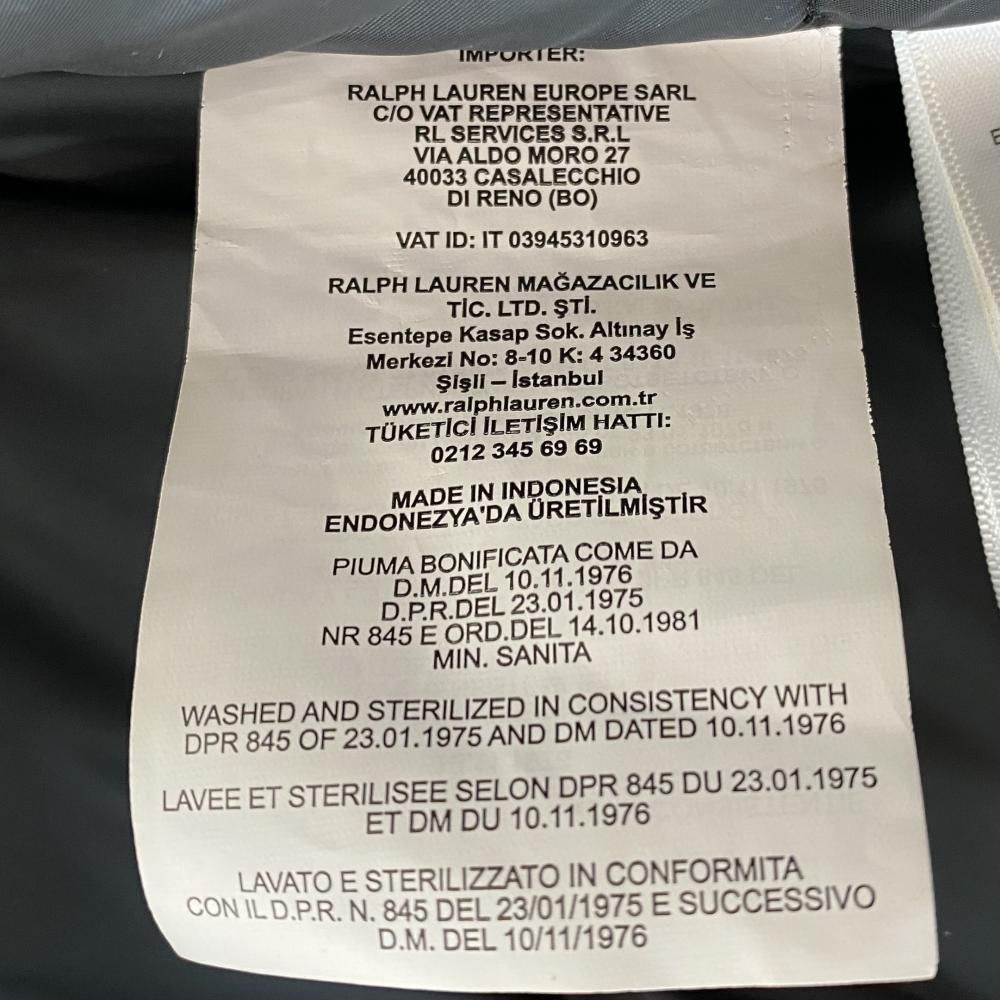 IMPORTER:
RALPH LAUREN EUROPE SARL
C/O VAT REPRESENTATIVE
RL SERVICES S.R.L
VIA ALDO MORO 27
40033 CASALECCHIO
DI RENO (BO)
VAT ID: IT 03945310963
RALPH LAUREN MAĞAZACILIK VE
TİC. LTD. ŞTİ.
Esentepe Kasap Sok. Altınay İş
Merkezi No: 8-10 K: 4 34360
Şişli – İstanbul
www.ralphlauren.com.tr
TÜKETİCİ İLETİŞİM HATTI:
0212 345 69 69
MADE IN INDONESIA
ENDONEZYA'DA ÜRETİLMİŞTİR
PIUMA BONIFICATA COME DA
D.M.DEL 10.11.1976
D.P.R.DEL 23.01.1975
NR 845 E ORD.DEL 14.10.1981
MIN. SANITA
WASHED AND STERILIZED IN CONSISTENCY WITH
DPR 845 OF 23.01.1975 AND DM DATED 10.11.1976
LAVEE ET STERILISEE SELON DPR 845 DU 23.01.1975
ET DM DU 10.11.1976
LAVATO E STERILIZZATO IN CONFORMITA
CON IL D.P.R. N. 845 DEL 23/01/1975 E SUCCESSIVO
D.M. DEL 10/11/1976